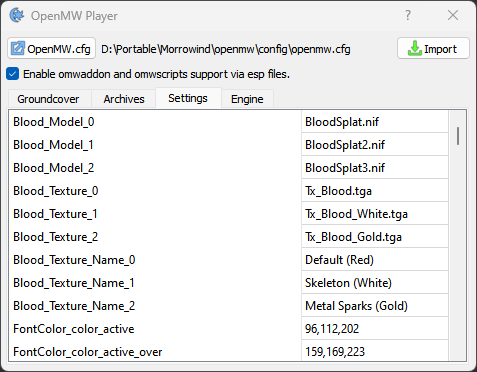 OpenMW Player
OpenMW.cfg D:\Portable\Morrowind\openmw\config\openmw.cfg Import
Enable omwaddon and omwscripts support via esp files.
Groundcover Archives Settings Engine
Blood_Model_0 BloodSplat.nif
Blood_Model_1 BloodSplat2.nif
Blood_Model_2 BloodSplat3.nif
Blood_Texture_0 Tx_Blood.tga
Blood_Texture_1 Tx_Blood_White.tga
Blood_Texture_2 Tx_Blood_Gold.tga
Blood_Texture_Name_0 Default (Red)
Blood_Texture_Name_1 Skeleton (White)
Blood_Texture_Name_2 Metal Sparks (Gold)
FontColor_color_active 96,112,202
FontColor_color_active_over 159,169,223